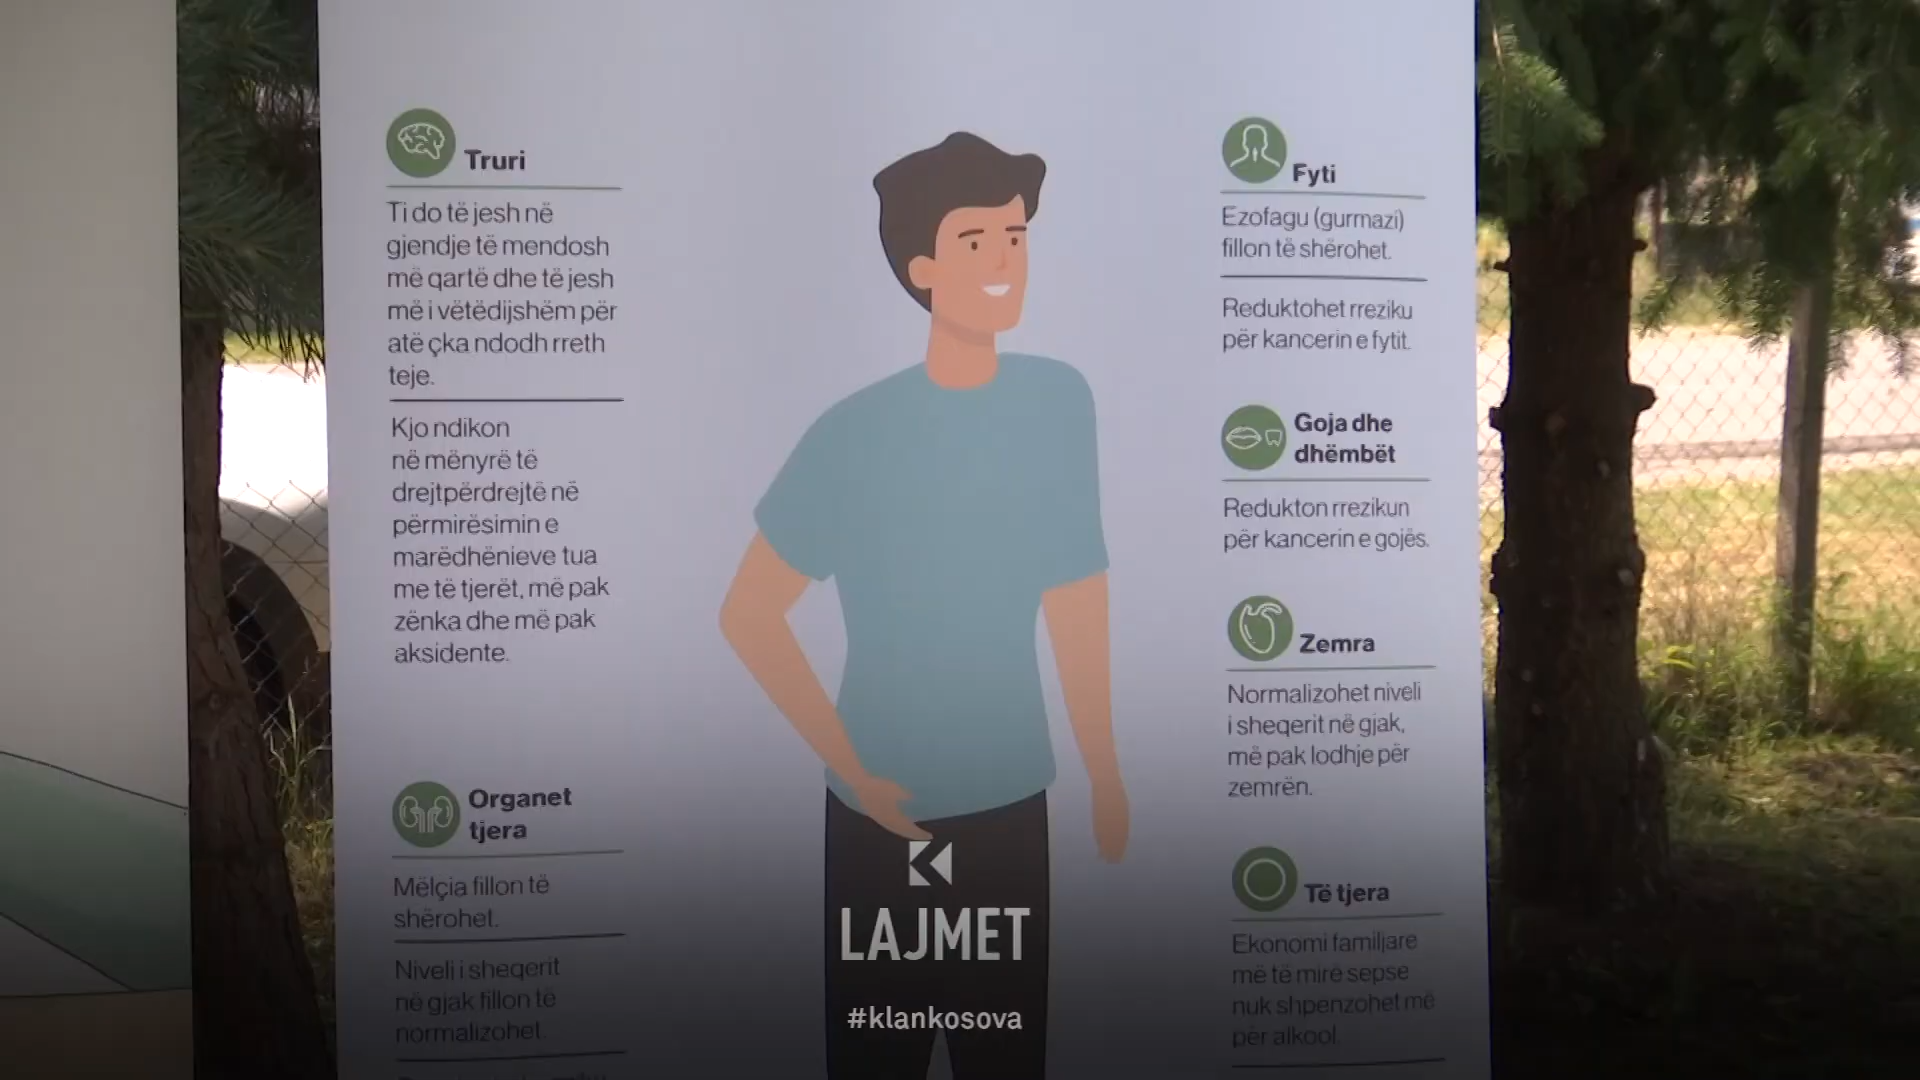 Truri
Ti do të jesh në
gjendje të mendosh
më qartë dhe të jesh
më i vëtëdijshëm për
atë çka ndodh rreth
teje.
Kjo ndikon
në mënyrë të
drejtpërdrejtë në
përmirësimin e
marëdhënieve tua
me të tjerët, më pak
zënka dhe më pak
aksidente.
Organet
tjera
Mëlçia fillon të
shërohet.
Niveli i sheqerit
në gjak fillon të
normalizohet.
Fyti
Ezofagu (gurmazi)
fillon të shërohet.
Reduktohet rreziku
për kancerin e fytit.
Goja dhe
dhëmbët
Redukton rrezikun
për kancerin e gojës.
Zemra
Normalizohet niveli
i sheqerit në gjak,
më pak lodhje për
zemrën.
Të tjera
Ekonomi familjare
më të mirë sepse
nuk shpenzohet më
për alkool.
LAJMET
#klankosova